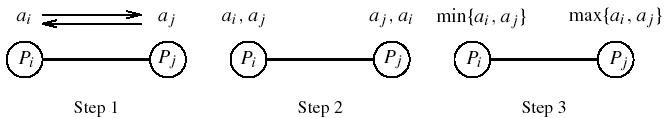 a_i a_j a_i, a_j a_j, a_i min{a_i, a_j} max{a_i, a_j}
P_i P_j P_i P_j P_i P_j
Step 1 Step 2 Step 3